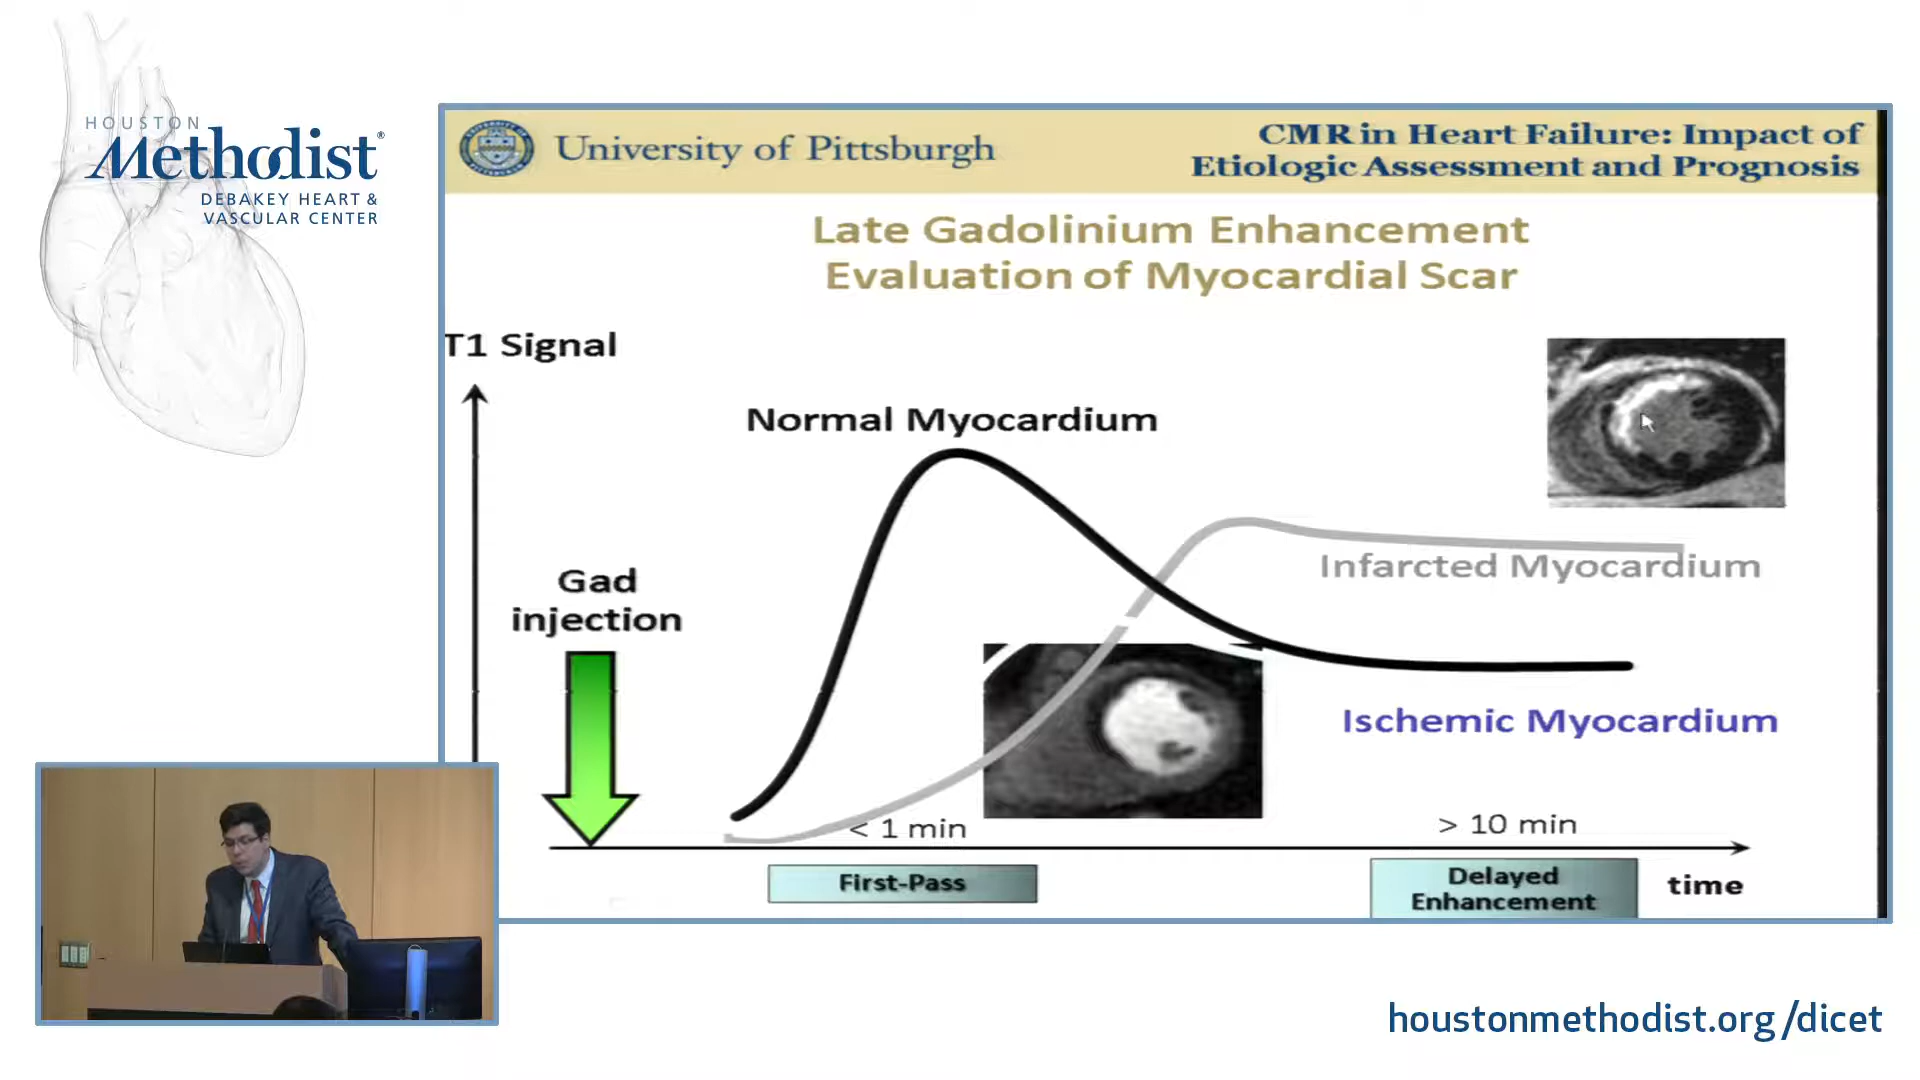 HOUSTON
Methodist®
DEBAKEY HEART &
VASCULAR CENTER
University of Pittsburgh
CMR in Heart Failure: Impact of
Etiologic Assessment and Prognosis
Late Gadolinium Enhancement
Evaluation of Myocardial Scar
T1 Signal
Normal Myocardium
Gad
injection
Infarcted Myocardium
Ischemic Myocardium
< 1 min
> 10 min
First-Pass
Delayed
Enhancement
time
houstonmethodist.org/dicet